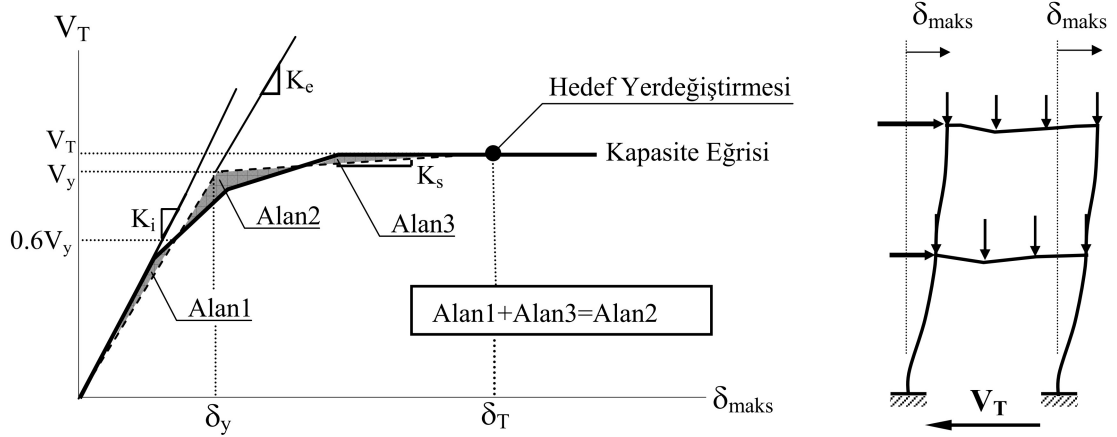 V_T
K_e
Hedef Yerdeğiştirmesi
V_T
Kapasite Eğrisi
V_y
K_s
K_i
Alan2
Alan3
0.6V_y
Alan1
Alan1+Alan3=Alan2
δ_y
δ_T
δ_maks
δ_maks
δ_maks
V_T